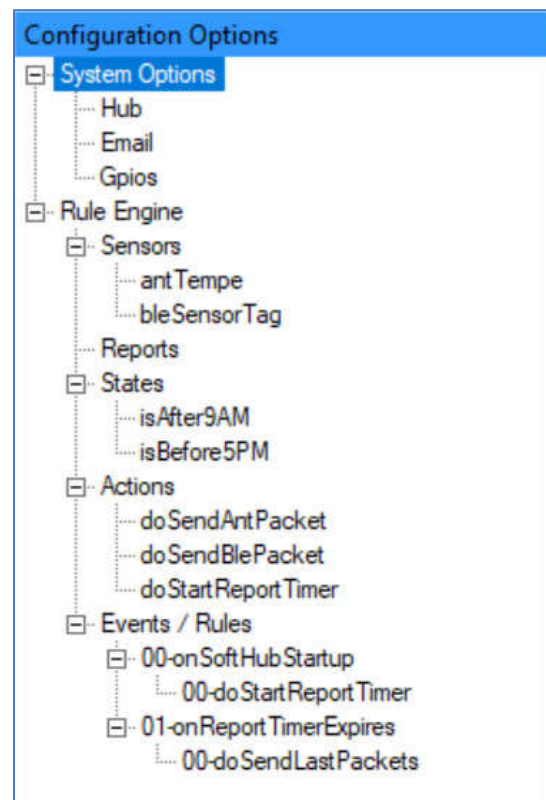 Configuration Options
System Options
Hub
Email
Gpios
Rule Engine
Sensors
antTempe
bleSensorTag
Reports
States
isAfter9AM
isBefore5PM
Actions
doSendAntPacket
doSendBlePacket
doStartReportTimer
Events / Rules
00-onSoftHubStartup
00-doStartReportTimer
01-onReportTimerExpires
00-doSendLastPackets